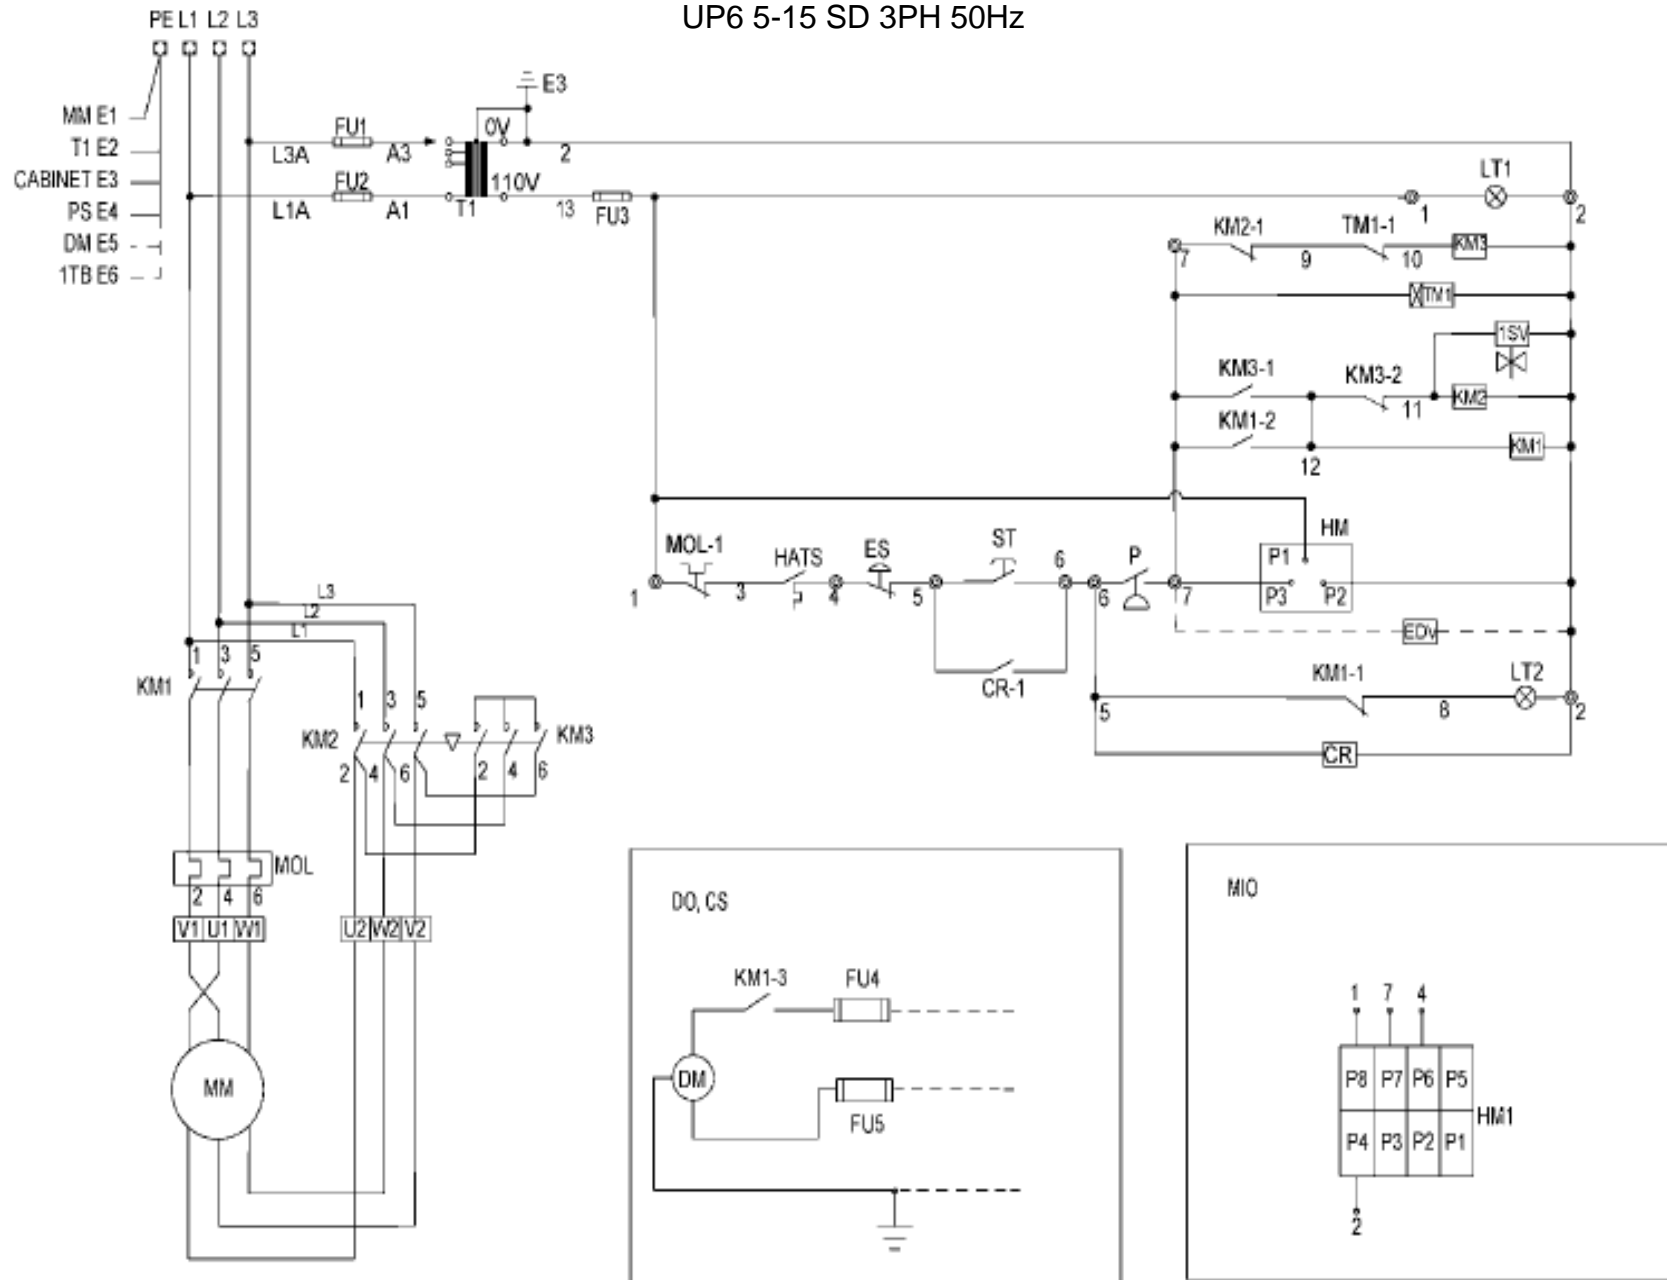 UP6 5-15 SD 3PH 50Hz
PE L1 L2 L3
MM E1
T1 E2
CABINET E3
PS E4
DM E5
1TB E6
E3
FU1
0V
L3A
A3
2
FU2
110V
L1A
A1
T1
13
FU3
LT1
1
2
KM2-1
TM1-1
KM3
7
9
10
TM1
1SV
KM3-1
KM3-2
11
KM2
KM1-2
KM1
12
HM
MOL-1
HATS
ES
ST
6
P
P1
1
3
4
5
6
7
P3
P2
EDV
CR-1
KM1-1
LT2
5
8
2
CR
L3
L2
L1
1 3 5
KM1
1 3 5
KM2
KM3
2 4 6
2 4 6
MOL
2 4 6
V1 U1 W1
U2 W2 V2
MM
DO, CS
KM1-3
FU4
DM
FU5
MIO
1 7 4
P8 P7 P6 P5
HM1
P4 P3 P2 P1
2